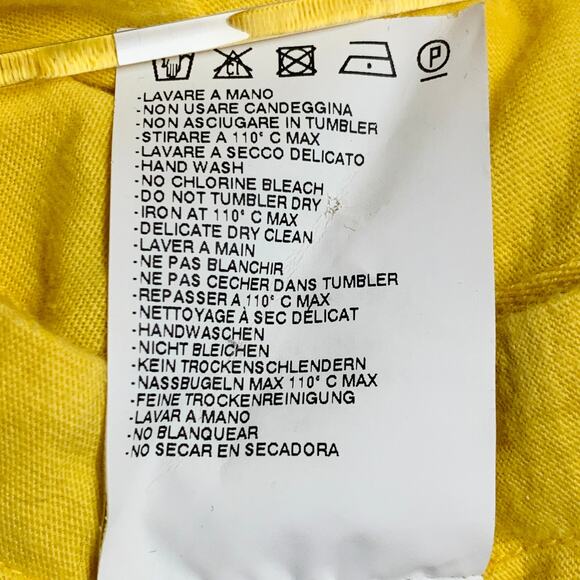 CL P
-LAVARE A MANO
-NON USARE CANDEGGINA
-NON ASCIUGARE IN TUMBLER
-STIRARE A 110° C MAX
-LAVARE A SECCO DELICATO
-HAND WASH
-NO CHLORINE BLEACH
-DO NOT TUMBLER DRY
-IRON AT 110° C MAX
-DELICATE DRY CLEAN
-LAVER A MAIN
-NE PAS BLANCHIR
-NE PAS CECHER DANS TUMBLER
-REPASSER A 110° C MAX
-NETTOYAGE À SEC DÉLICAT
-HANDWASCHEN
-NICHT BLEICHEN
-KEIN TROCKENSCHLENDERN
-NASSBUGELN MAX 110° C MAX
-FEINE TROCKENREINIGUNG
-LAVAR A MANO
-NO BLANQUEAR
-NO SECAR EN SECADORA